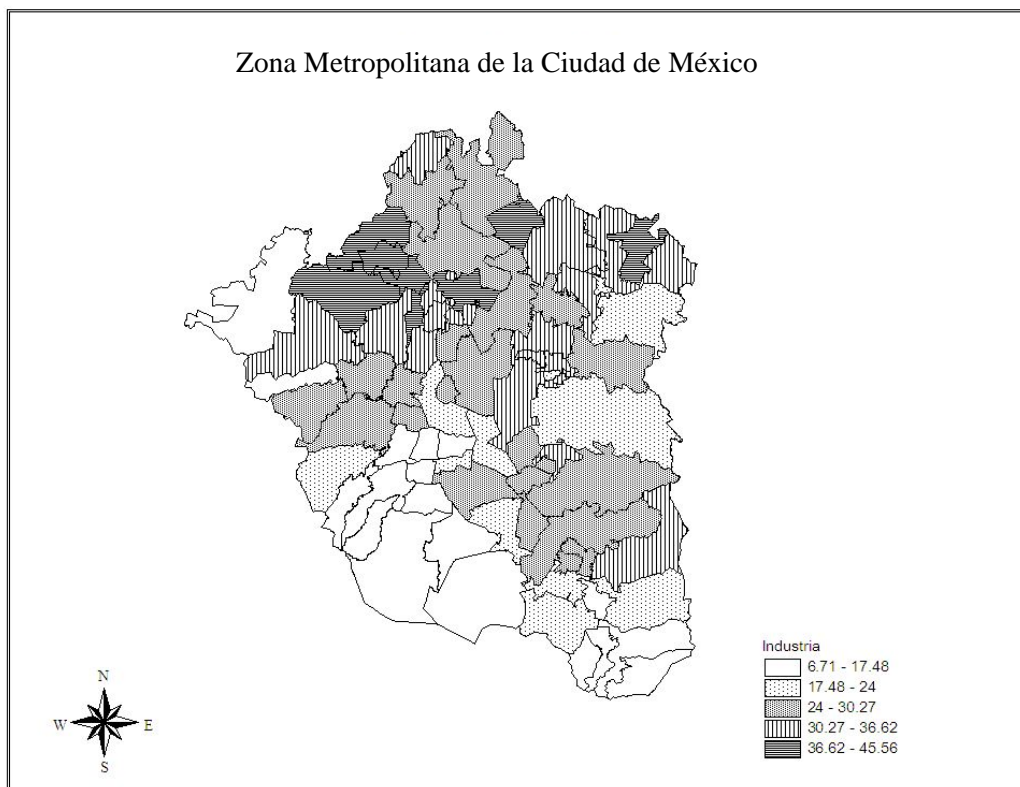 Zona Metropolitana de la Ciudad de México
Industria
6.71 - 17.48
17.48 - 24
24 - 30.27
30.27 - 36.62
36.62 - 45.56
N
W E
S